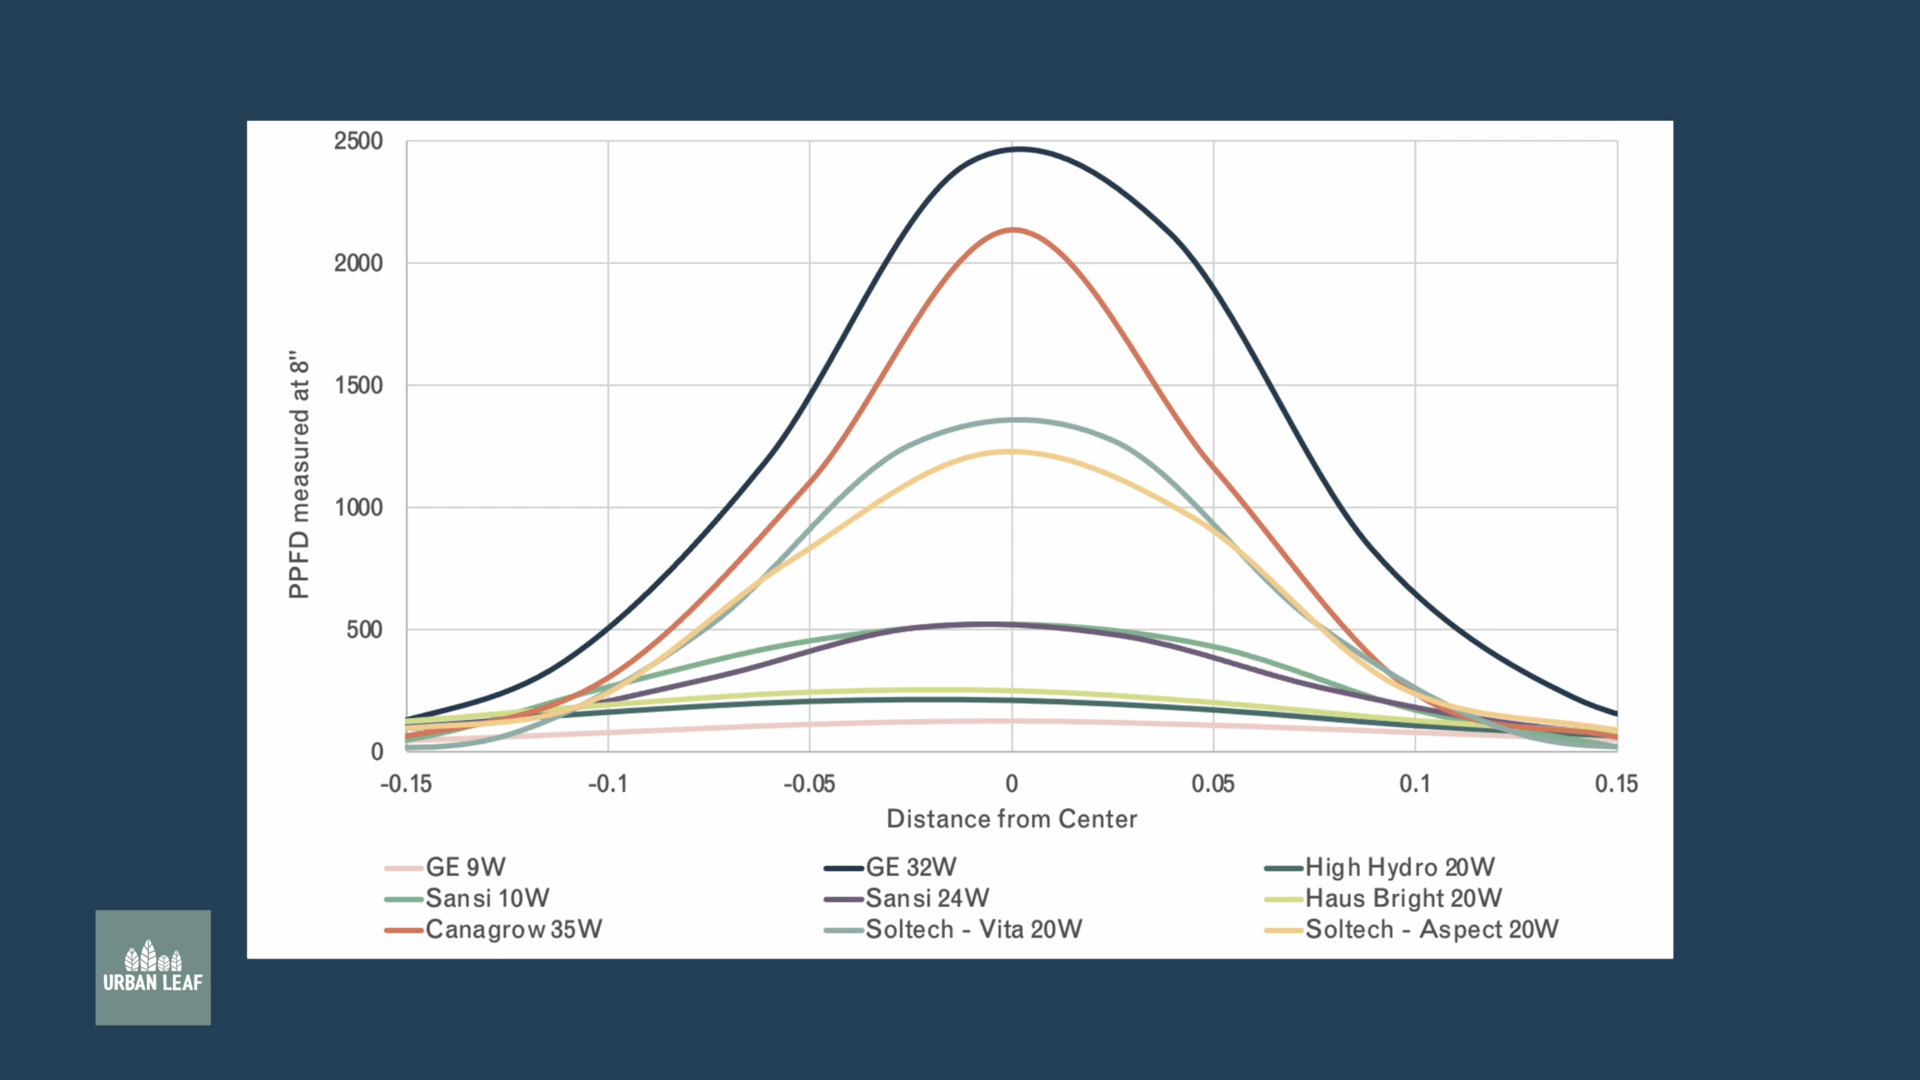 2500
2000
1500
1000
500
0
PPFD measured at 8"
-0.15 -0.1 -0.05 0 0.05 0.1 0.15
Distance from Center
GE 9W GE 32W High Hydro 20W
Sansi 10W Sansi 24W Haus Bright 20W
Canagrow 35W Soltech - Vita 20W Soltech - Aspect 20W
URBAN LEAF